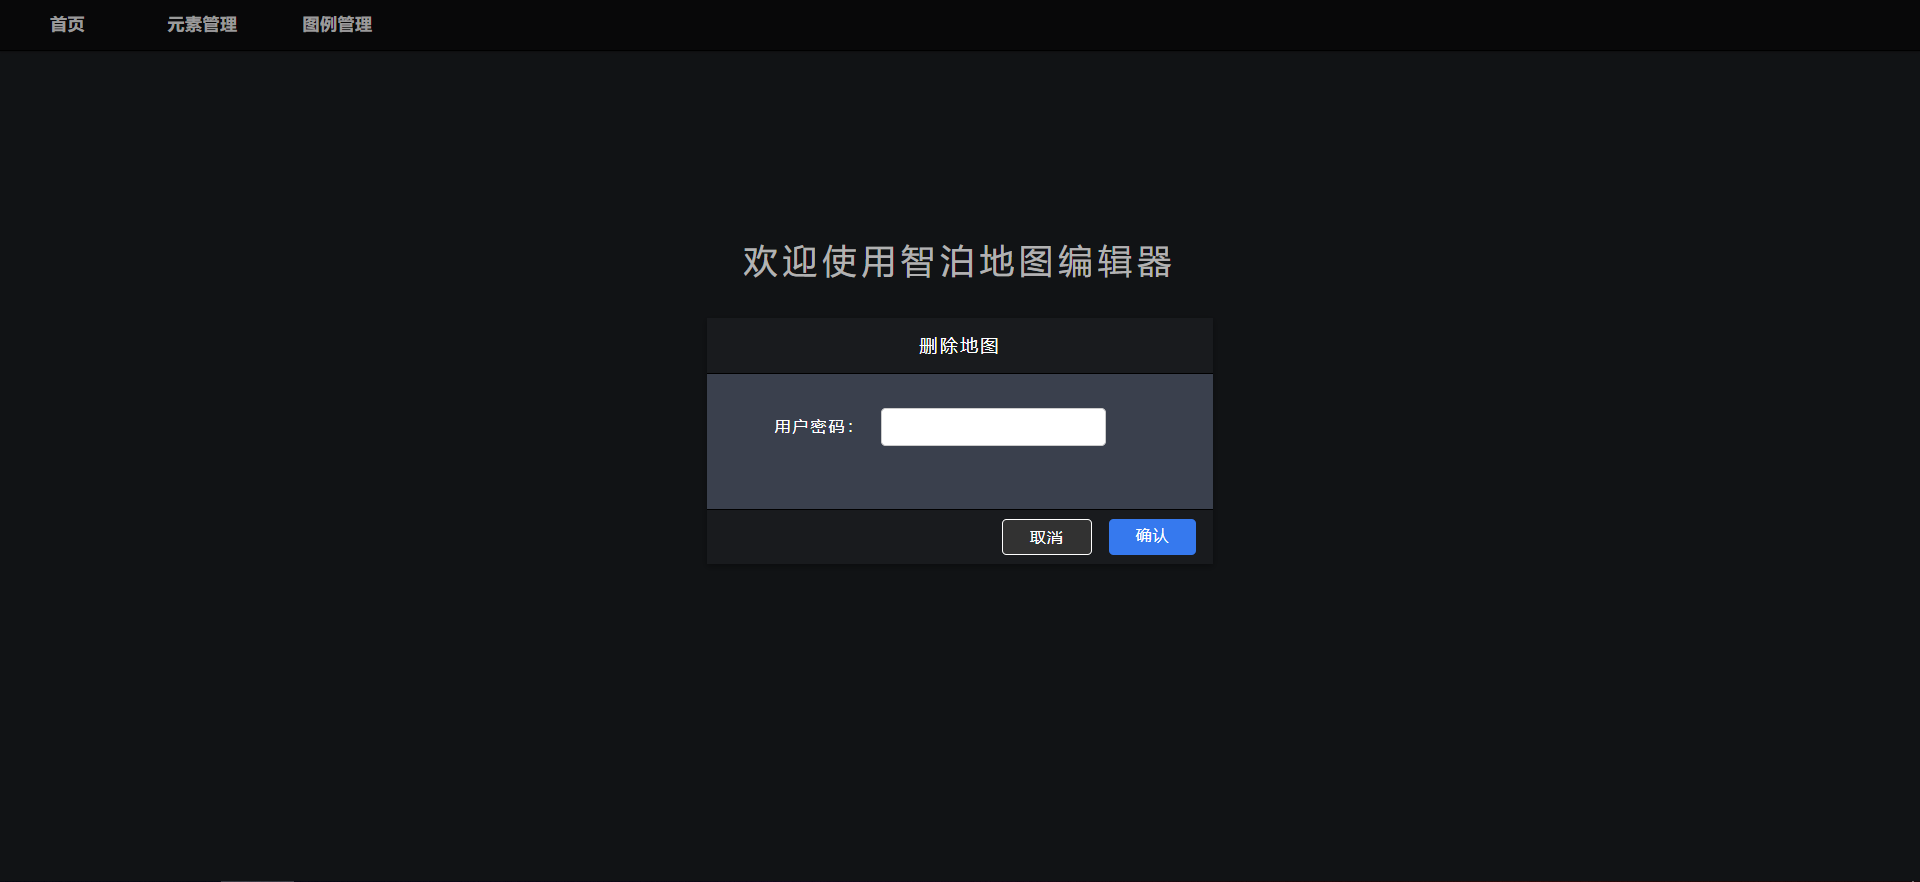 首页 元素管理 图例管理
欢迎使用智泊地图编辑器
删除地图
用户密码：
取消 确认